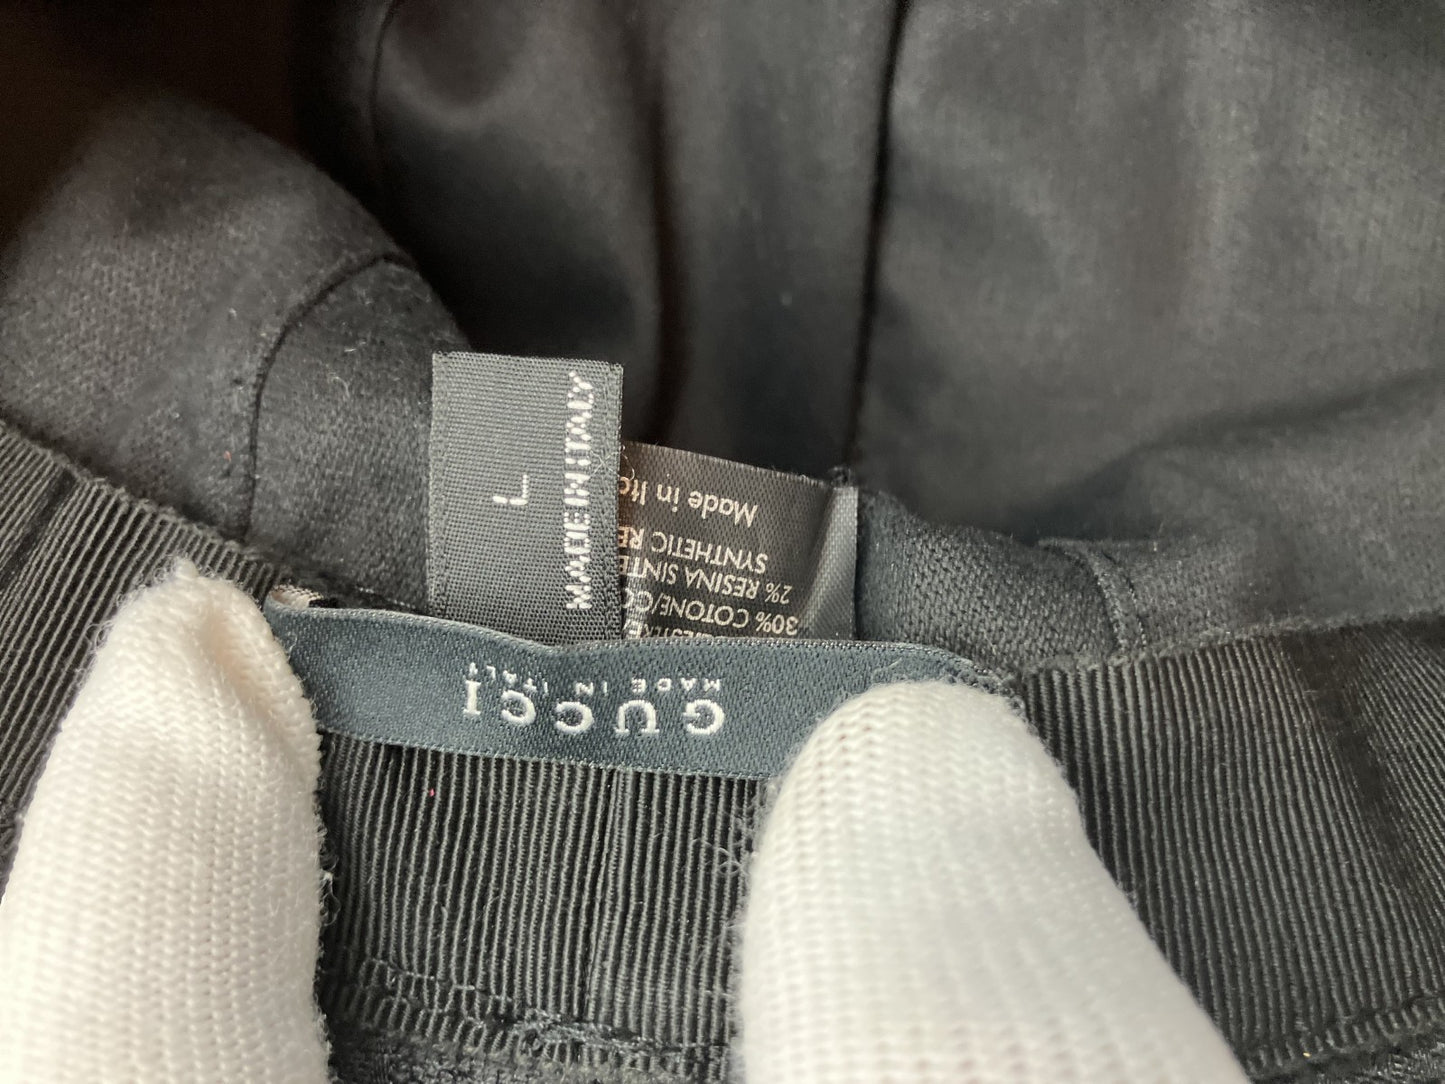 GUCCI
MADE IN ITALY
L
MADE IN ITALY
30% COTONE/CO
2% RESINA SINTE
SYNTHETIC RE
Made in Ita